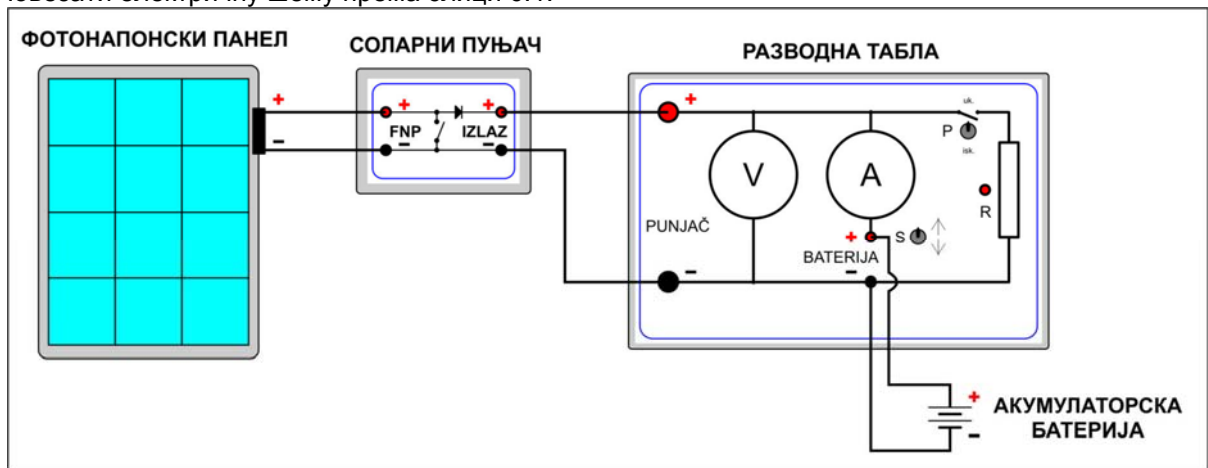 ФОТОНАПОНСКИ ПАНЕЛ
СОЛАРНИ ПУЊАЧ
РАЗВОДНА ТАБЛА
+
−
+ +
FNP IZLAZ
− −
+
V
A
uk.
P
isk.
R
PUNJAČ
+ S
BATERIJA
−
−
+
−
АКУМУЛАТОРСКА
БАТЕРИЈА